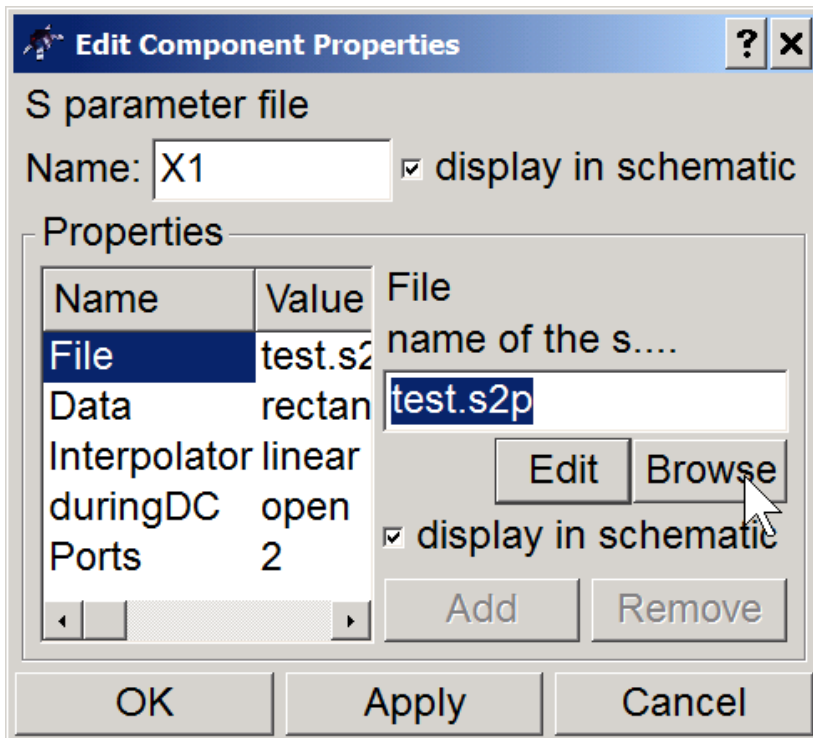 Edit Component Properties ? ×
S parameter file
Name: X1 display in schematic
Properties
Name Value
File test.s2
Data rectan
Interpolator linear
duringDC open
Ports 2
File
name of the s....
test.s2p
Edit Browse
display in schematic
Add Remove
OK Apply Cancel